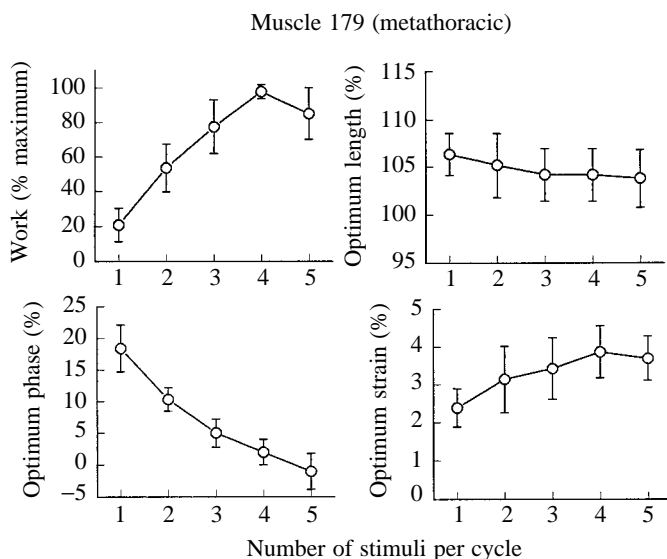 Muscle 179 (metathoracic)
Work (% maximum)
100
80
60
40
20
0
1 2 3 4 5
Optimum length (%)
115
110
105
100
95
1 2 3 4 5
Optimum phase (%)
25
20
15
10
5
0
−5
1 2 3 4 5
Optimum strain (%)
5
4
3
2
1
0
1 2 3 4 5
Number of stimuli per cycle